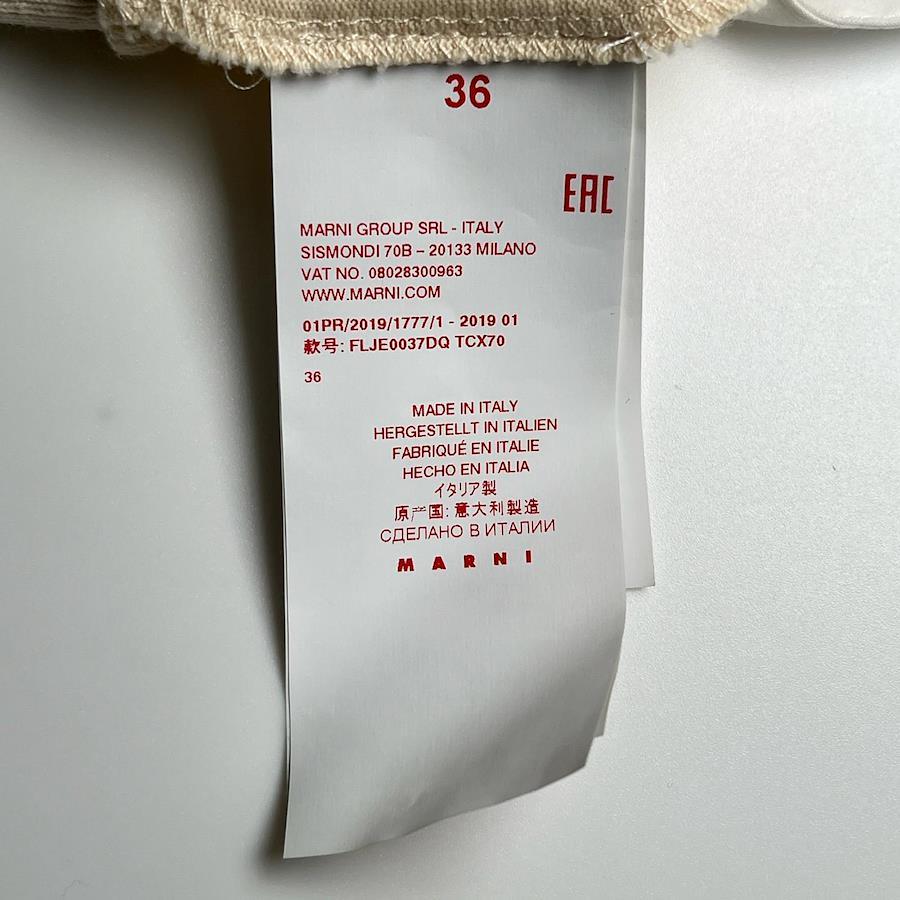 36
EAC
MARNI GROUP SRL - ITALY
SISMONDI 70B – 20133 MILANO
VAT NO. 08028300963
WWW.MARNI.COM
01PR/2019/1777/1 - 2019 01
款号: FLJE0037DQ TCX70
36
MADE IN ITALY
HERGESTELLT IN ITALIEN
FABRIQUÉ EN ITALIE
HECHO EN ITALIA
イタリア製
原产国: 意大利製造
СДЕЛАНО В ИТАЛИИ
MARNI